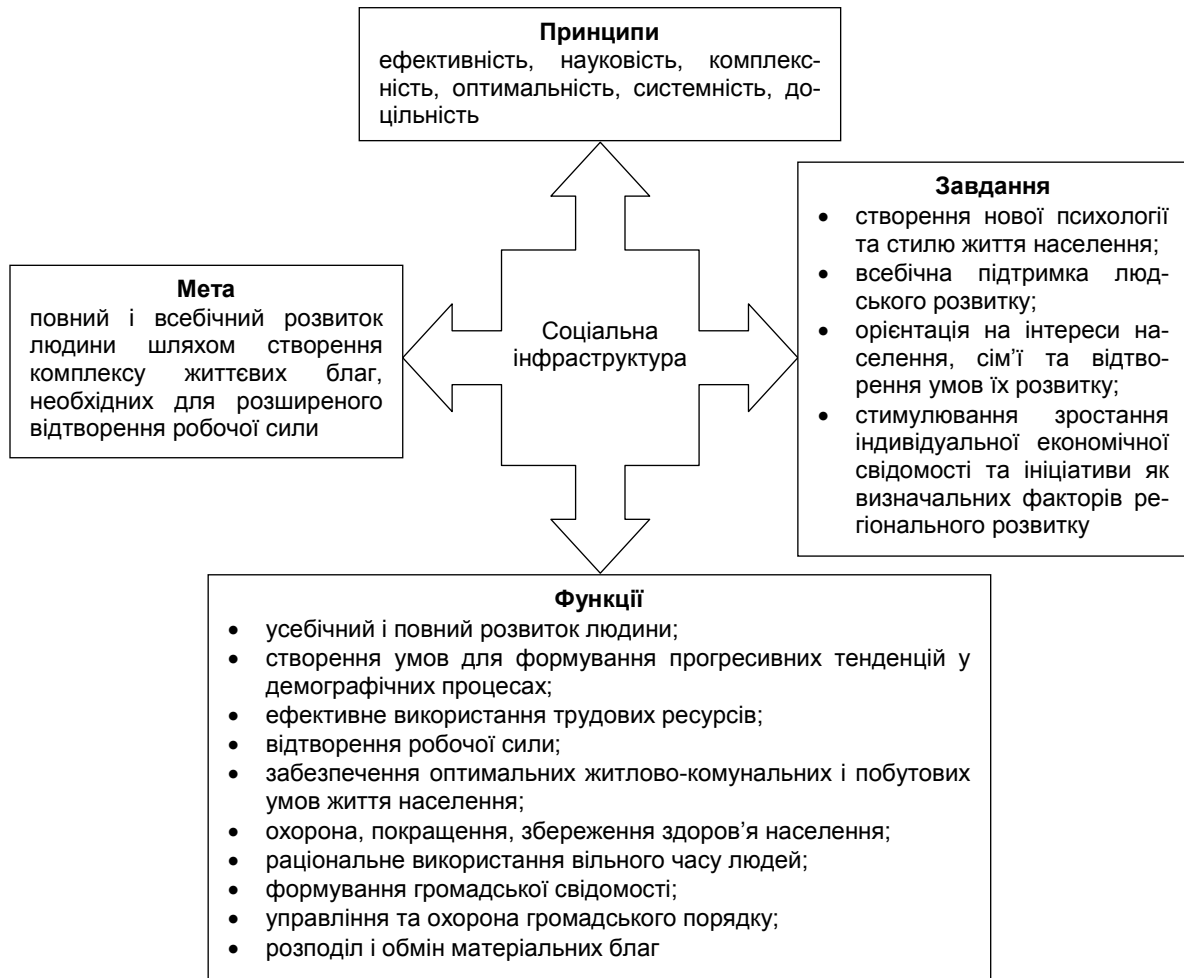 Принципи
ефективність, науковість, комплекс-
ність, оптимальність, системність, до-
цільність
Завдання
• створення нової психології
та стилю життя населення;
• всебічна підтримка люд-
ського розвитку;
• орієнтація на інтереси на-
селення, сім’ї та відтво-
рення умов їх розвитку;
• стимулювання зростання
індивідуальної економічної
свідомості та ініціативи як
визначальних факторів ре-
гіонального розвитку
Мета
повний і всебічний розвиток
людини шляхом створення
комплексу життєвих благ,
необхідних для розширеного
відтворення робочої сили
Соціальна
інфраструктура
Функції
• усебічний і повний розвиток людини;
• створення умов для формування прогресивних тенденцій у
демографічних процесах;
• ефективне використання трудових ресурсів;
• відтворення робочої сили;
• забезпечення оптимальних житлово-комунальних і побутових
умов життя населення;
• охорона, покращення, збереження здоров’я населення;
• раціональне використання вільного часу людей;
• формування громадської свідомості;
• управління та охорона громадського порядку;
• розподіл і обмін матеріальних благ